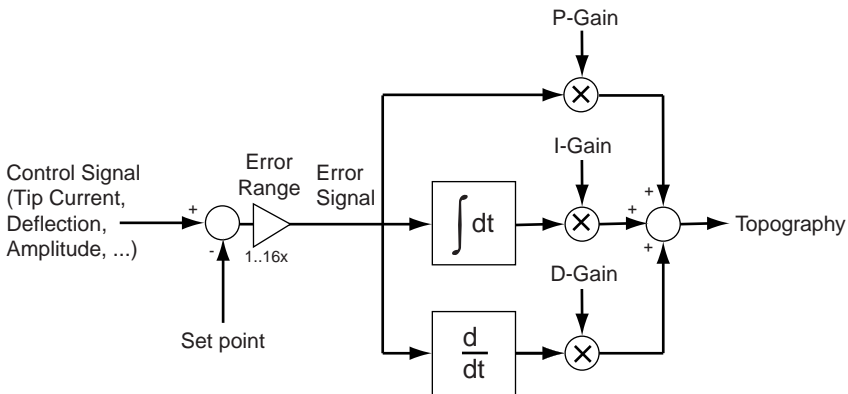 P-Gain
×
+
I-Gain
Control Signal
(Tip Current,
Deflection,
Amplitude, ...)
+
-
Set point
Error
Range
1..16x
Error
Signal
∫ dt
×
+
+
Topography
D-Gain
d
dt
×